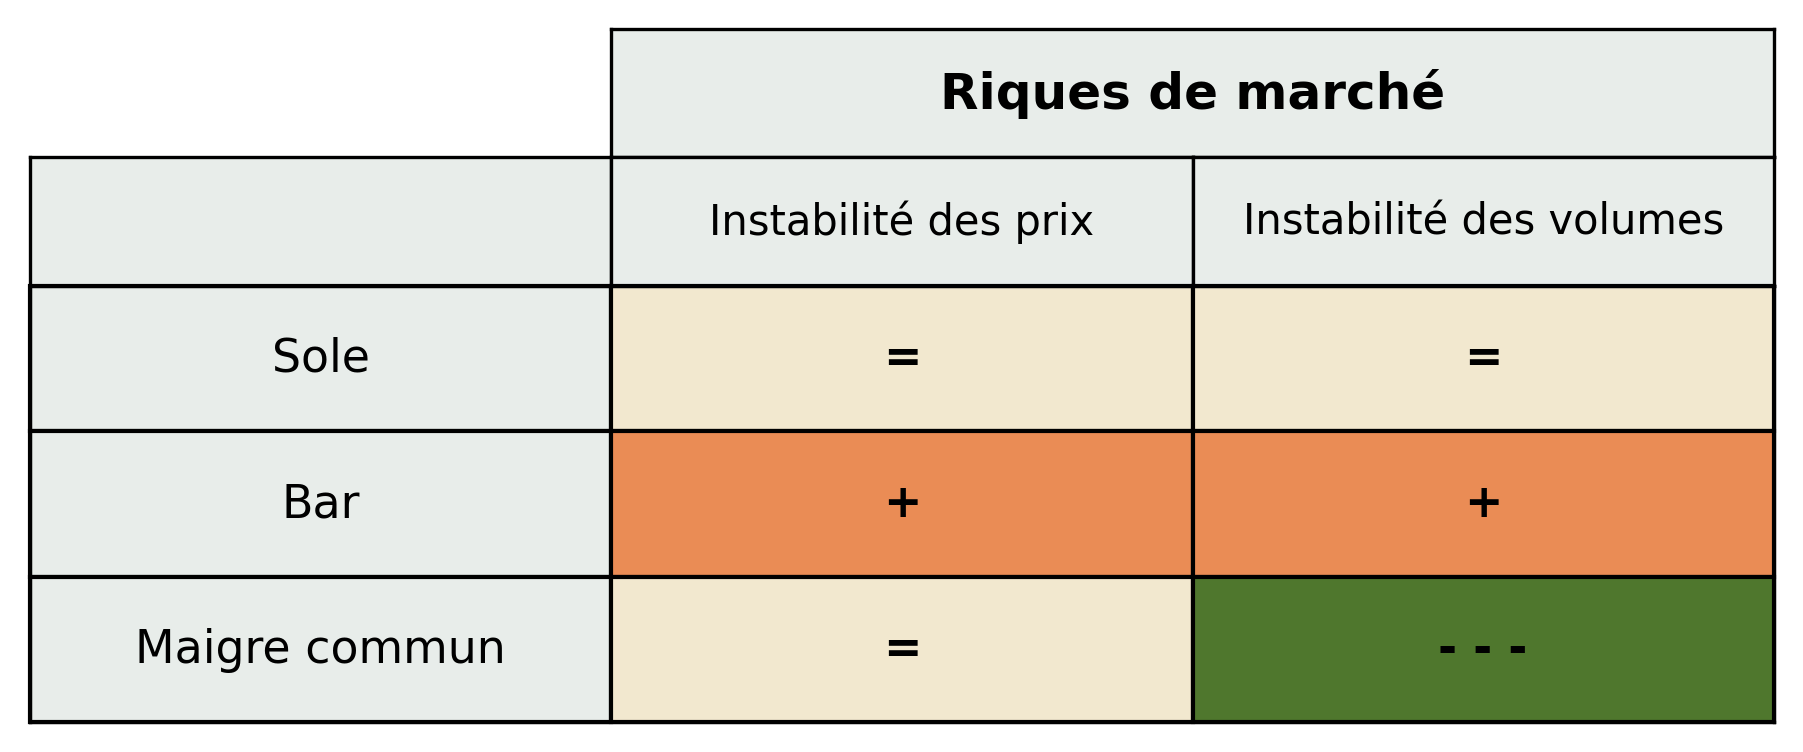 Riques de marché
Instabilité des prix Instabilité des volumes
Sole = =
Bar + +
Maigre commun = - - -